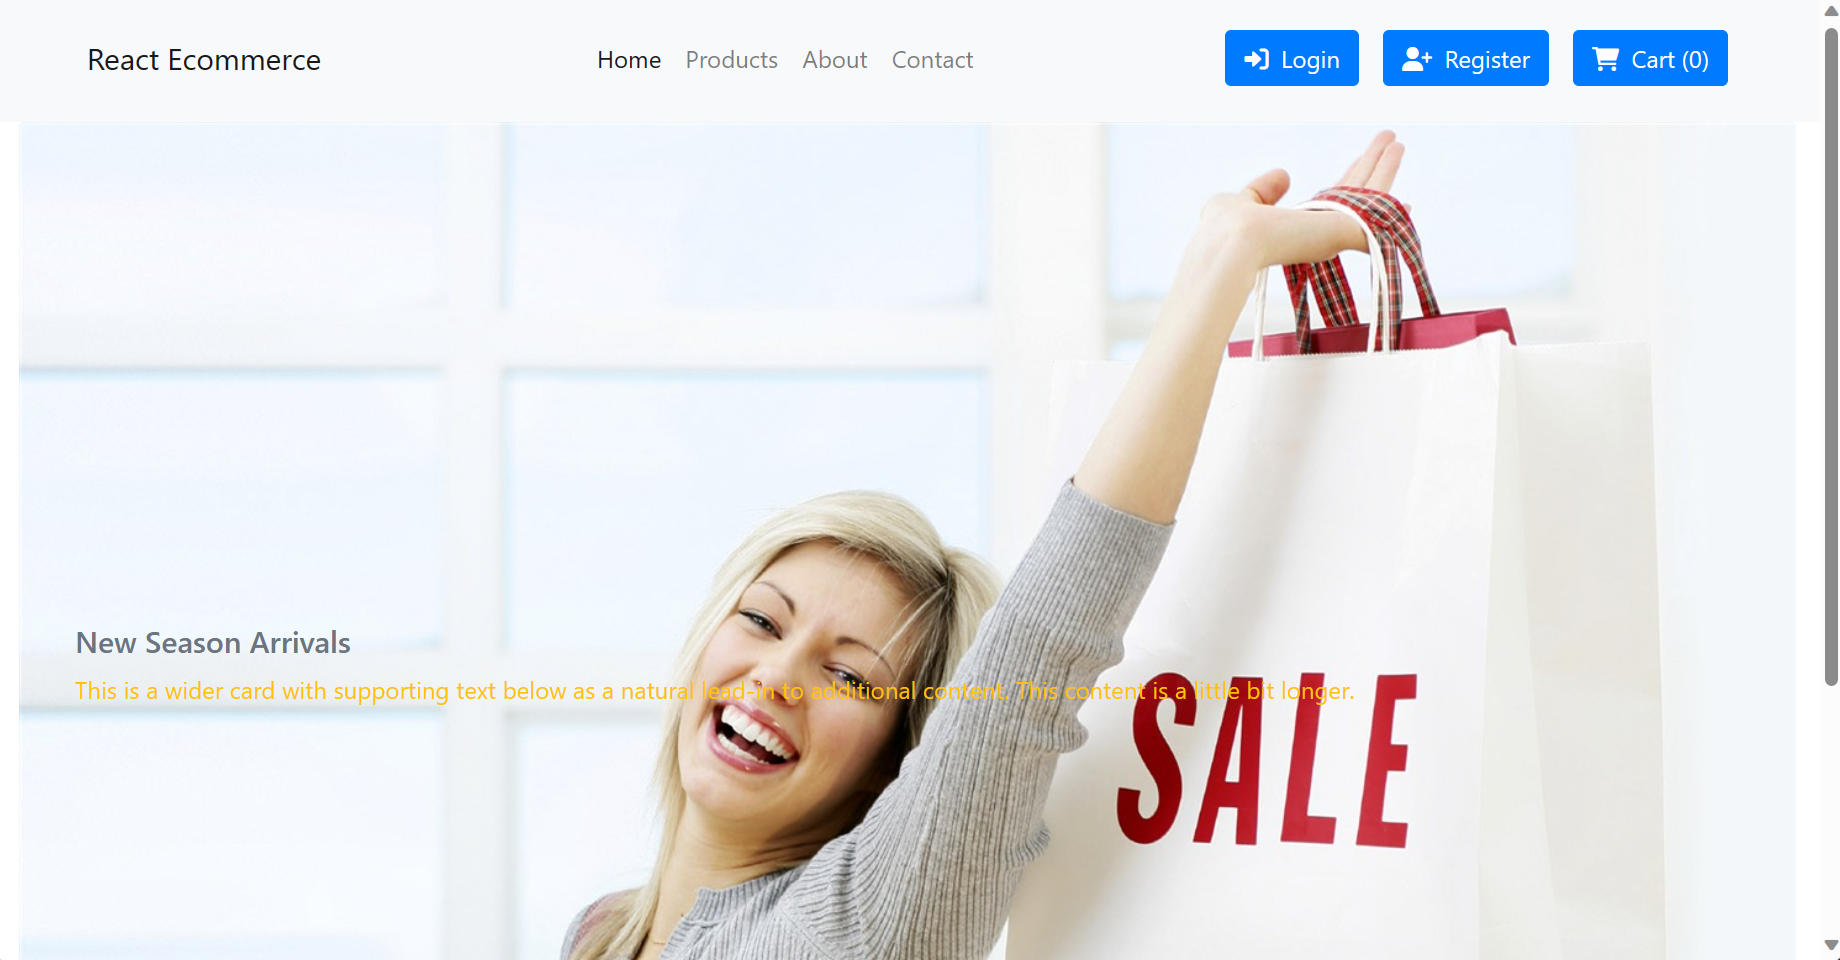 React Ecommerce
Home Products About Contact
Login Register Cart (0)
New Season Arrivals
This is a wider card with supporting text below as a natural lead-in to additional content. This content is a little bit longer.
SALE